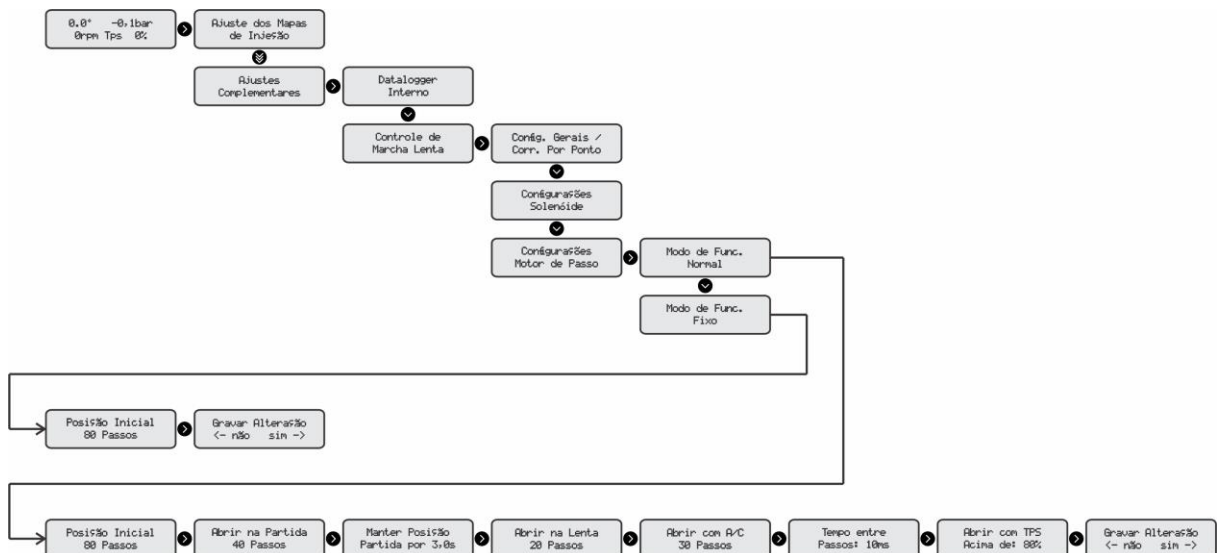 0.0° -0,1bar
0rpm Tps 0%
Ajuste dos Mapas
de Injeção
Ajustes
Complementares
Datalogger
Interno
Controle de
Marcha Lenta
Config. Gerais /
Corr. Por Ponto
Configurações
Solenóide
Configurações
Motor de Passo
Modo de Func.
Normal
Modo de Func.
Fixo
Posição Inicial
80 Passos
Gravar Alteração
<- não sim ->
Posição Inicial
80 Passos
Abrir na Partida
40 Passos
Manter Posição
Partida por 3,0s
Abrir na Lenta
20 Passos
Abrir com A/C
30 Passos
Tempo entre
Passos: 10ms
Abrir com TPS
Acima de: 80%
Gravar Alteração
<- não sim ->